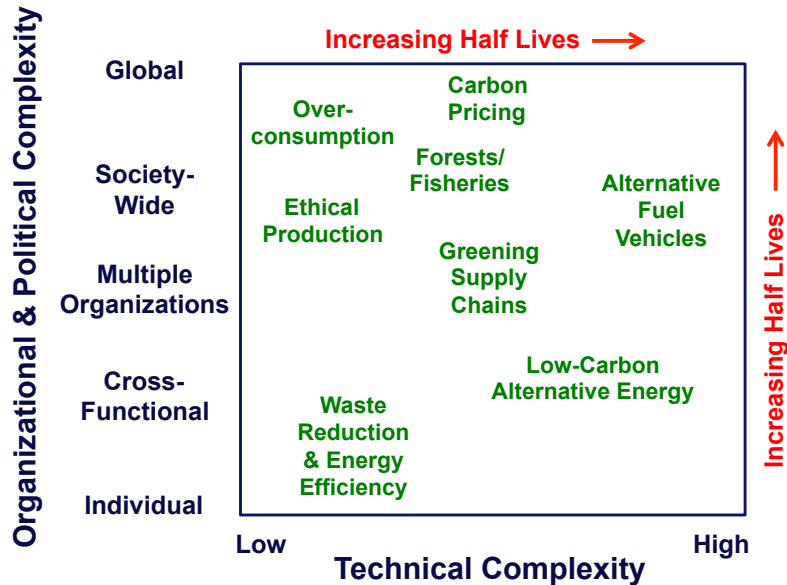 Organizational & Political Complexity
Increasing Half Lives
Global
Society-
Wide
Multiple
Organizations
Cross-
Functional
Individual
Carbon
Pricing
Over-
consumption
Forests/
Fisheries
Alternative
Fuel
Vehicles
Ethical
Production
Greening
Supply
Chains
Low-Carbon
Alternative Energy
Waste
Reduction
& Energy
Efficiency
Increasing Half Lives
Low
High
Technical Complexity